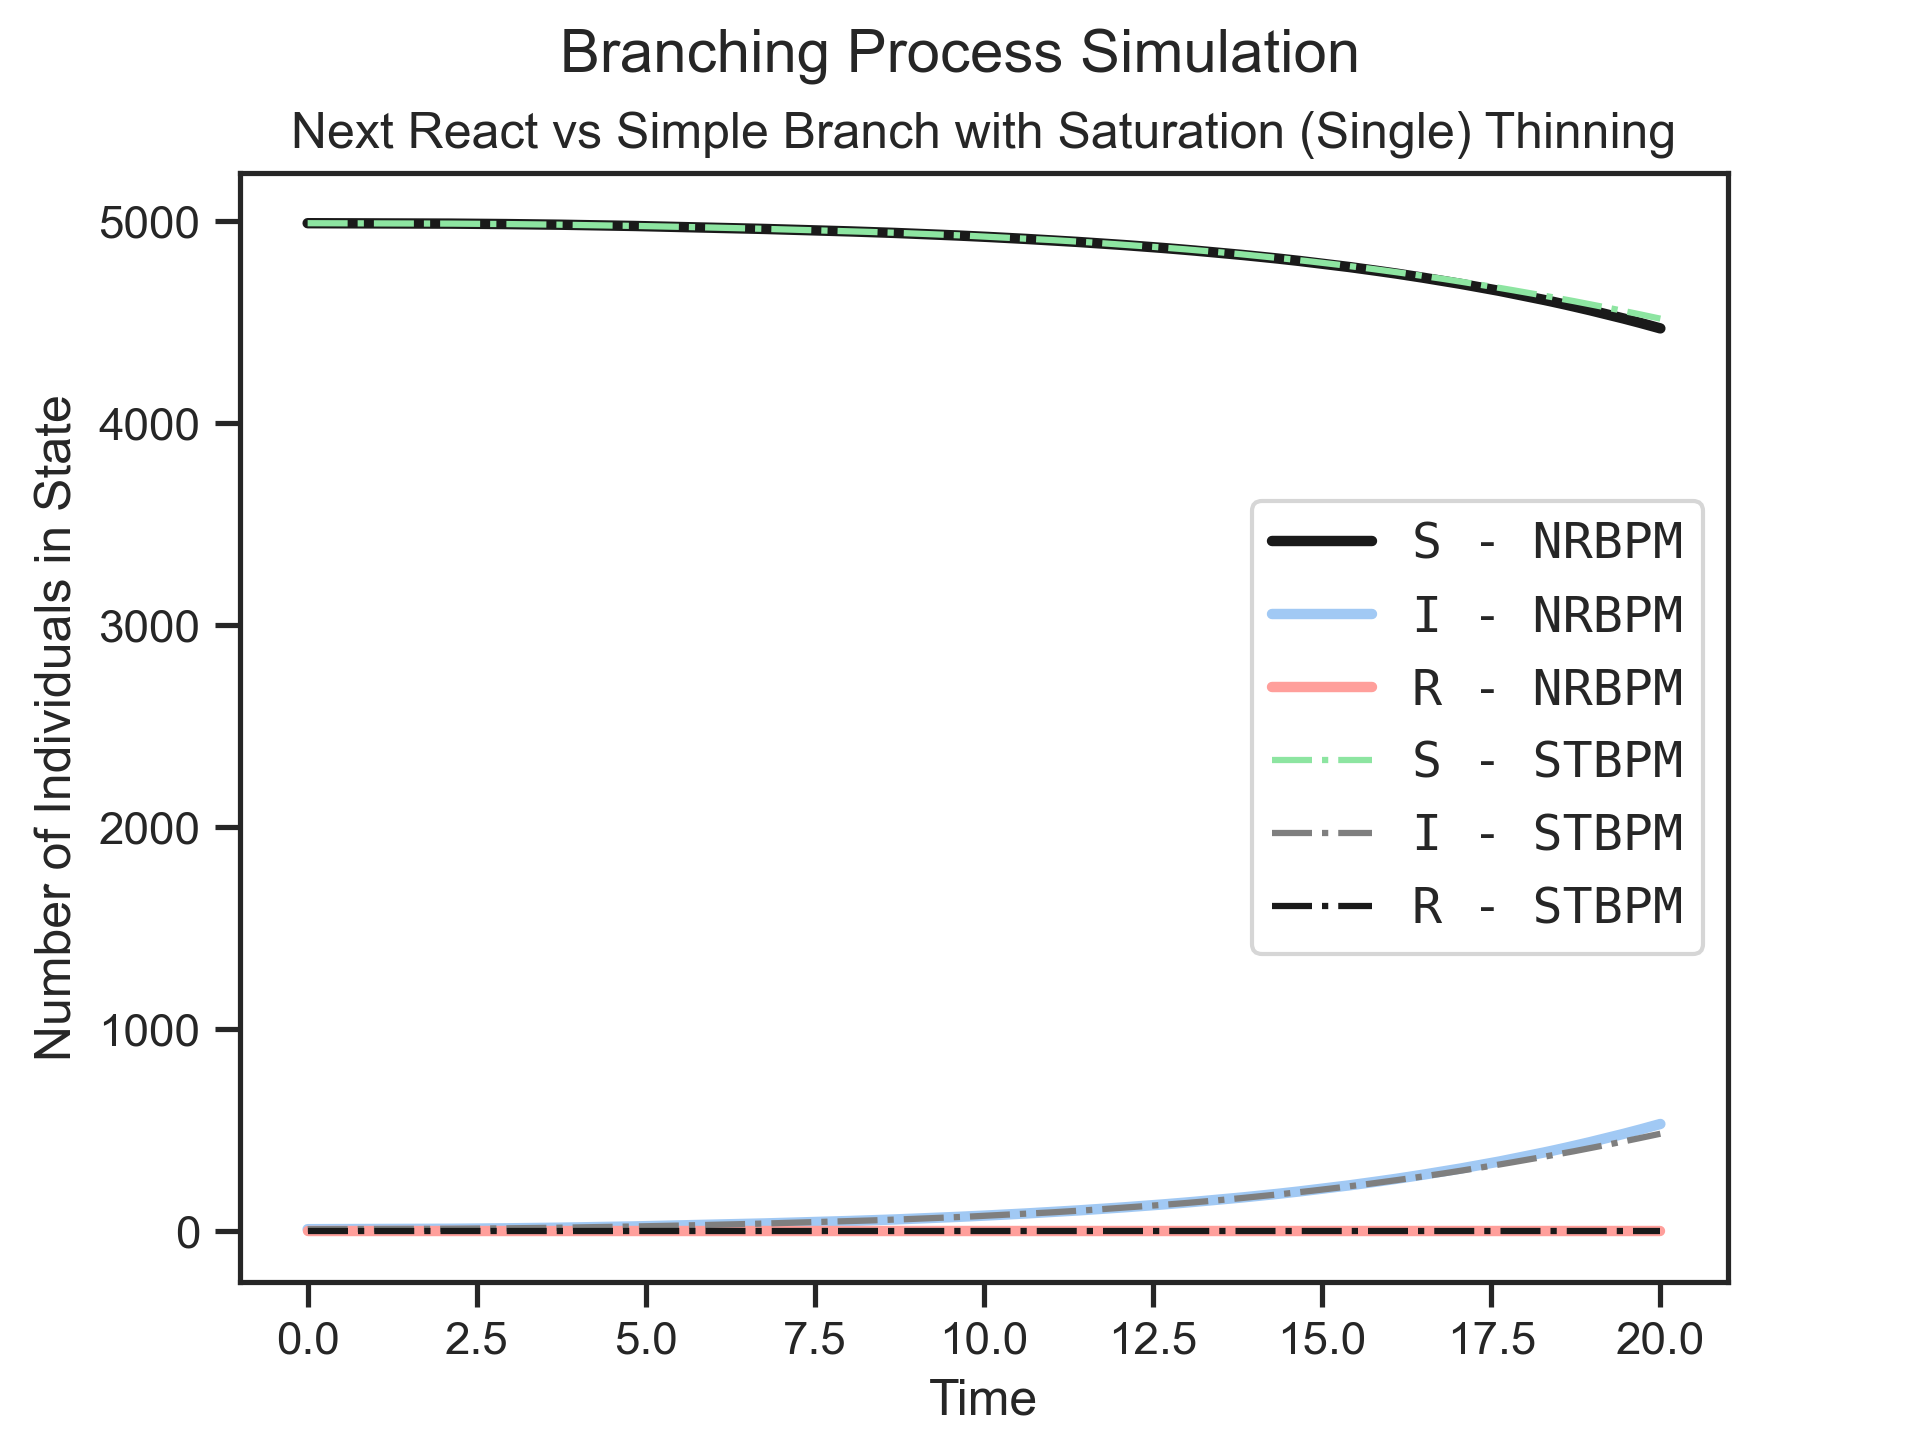 Branching Process Simulation
Next React vs Simple Branch with Saturation (Single) Thinning
Number of Individuals in State
5000
4000
3000
2000
1000
0
S - NRBPM
I - NRBPM
R - NRBPM
S - STBPM
I - STBPM
R - STBPM
0.0 2.5 5.0 7.5 10.0 12.5 15.0 17.5 20.0
Time